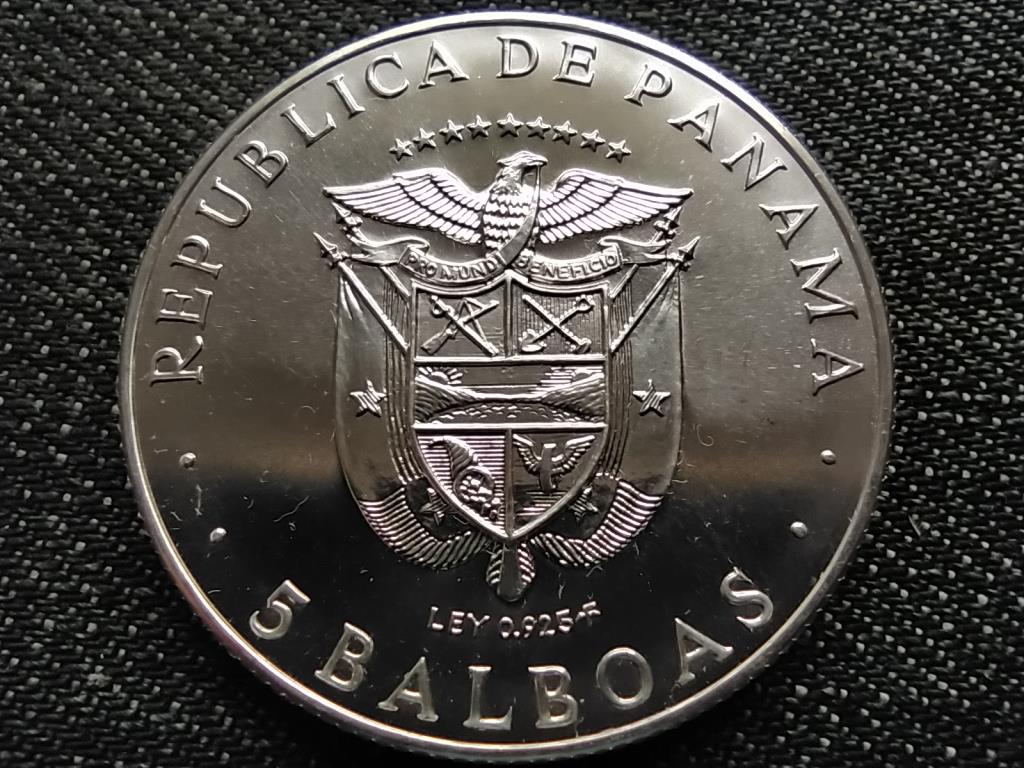 REPUBLICA DE PANAMA
PRO MUNDI BENEFICIO
LEY 0.925
5 BALBOAS